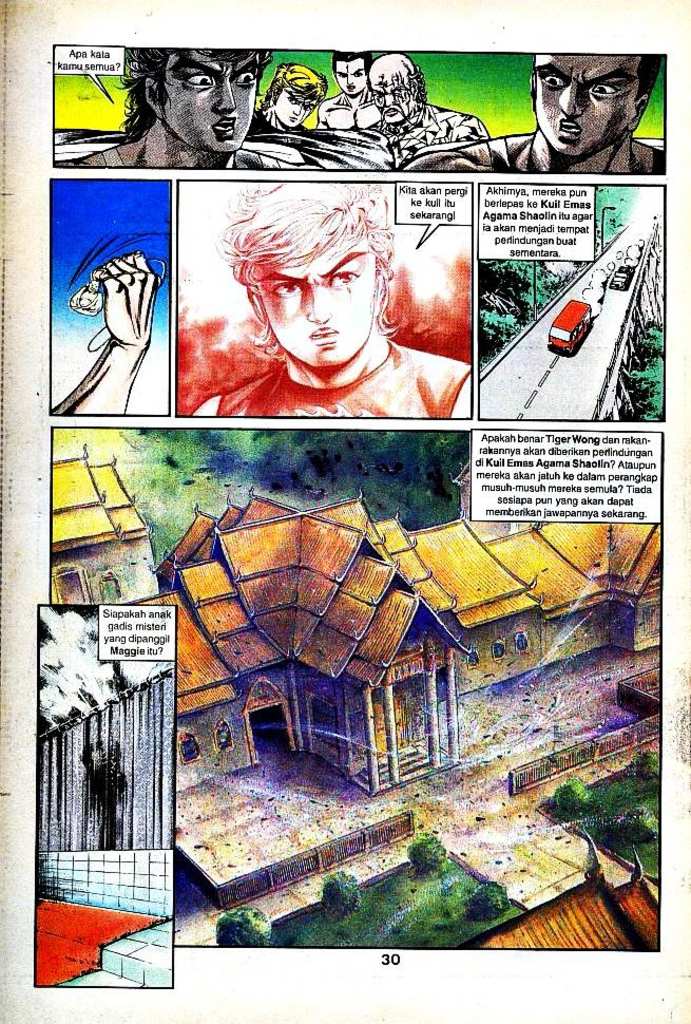 Apa kata
kamu semua?
Kita akan pergi
ke kuil itu
sekarang!
Akhirnya, mereka pun
berlepas ke Kuil Emas
Agama Shaolin itu agar
ia akan menjadi tempat
perlindungan buat
sementara.
Apakah benar Tiger Wong dan rakan-
rakannya akan diberikan perlindungan
di Kuil Emas Agama Shaolin? Ataupun
mereka akan jatuh ke dalam perangkap
musuh-musuh mereka semula? Tiada
sesiapa pun yang akan dapat
memberikan jawapannya sekarang.
Siapakah anak
gadis misteri
yang dipanggil
Maggie itu?
30